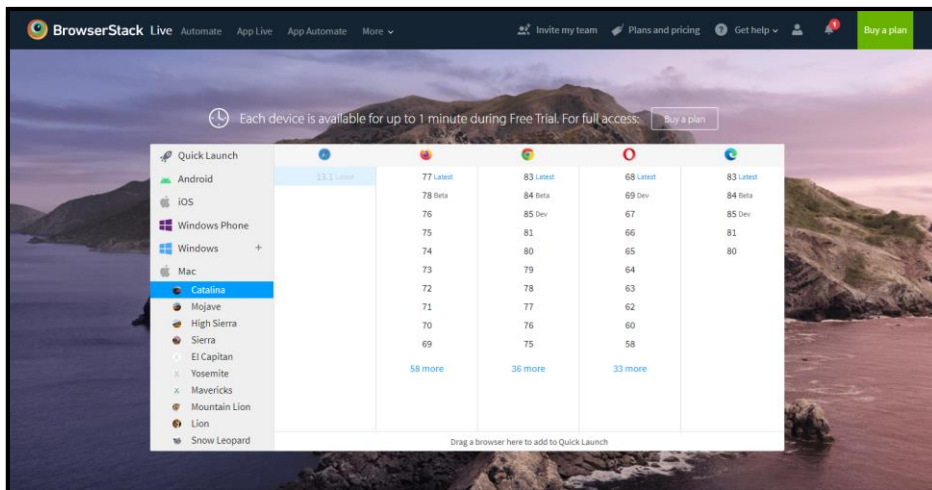 BrowserStack Live Automate App Live App Automate More Invite my team Plans and pricing ? Get help 1 Buy a plan
Each device is available for up to 1 minute during Free Trial. For full access: Buy a plan
Quick Launch
Android
iOS
Windows Phone
Windows +
Mac
Catalina
Mojave
High Sierra
Sierra
El Capitan
Yosemite
Mavericks
Mountain Lion
Lion
Snow Leopard
13.1 Latest
77 Latest
78 Beta
76
75
74
73
72
71
70
69
58 more
83 Latest
84 Beta
85 Dev
81
80
79
78
77
76
75
36 more
68 Latest
69 Dev
67
66
65
64
63
62
60
58
33 more
83 Latest
84 Beta
85 Dev
81
80
Drag a browser here to add to Quick Launch